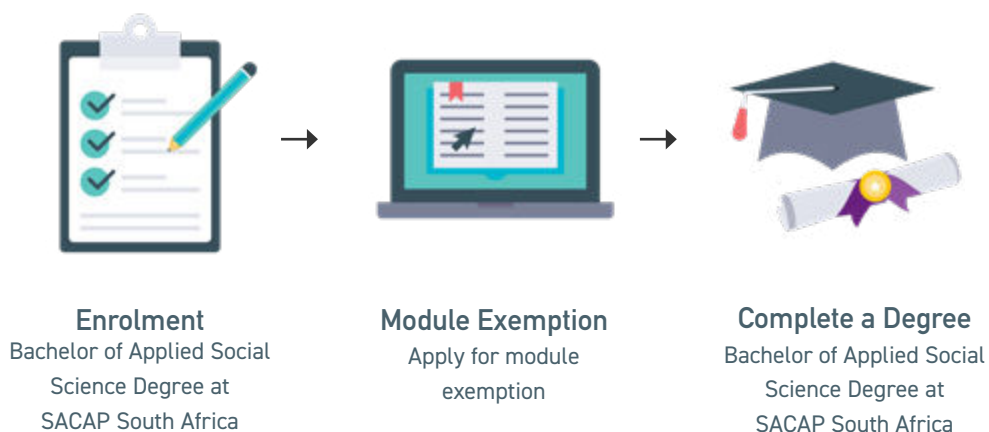 Enrolment
Bachelor of Applied Social
Science Degree at
SACAP South Africa
Module Exemption
Apply for module
exemption
Complete a Degree
Bachelor of Applied Social
Science Degree at
SACAP South Africa